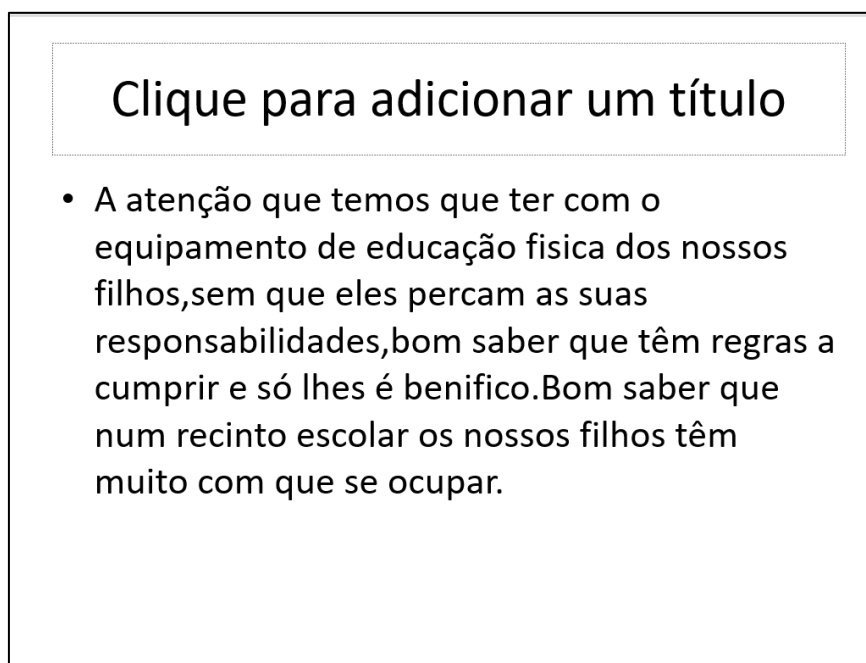 Clique para adicionar um título
• A atenção que temos que ter com o
equipamento de educação fisica dos nossos
filhos,sem que eles percam as suas
responsabilidades,bom saber que têm regras a
cumprir e só lhes é benifico.Bom saber que
num recinto escolar os nossos filhos têm
muito com que se ocupar.